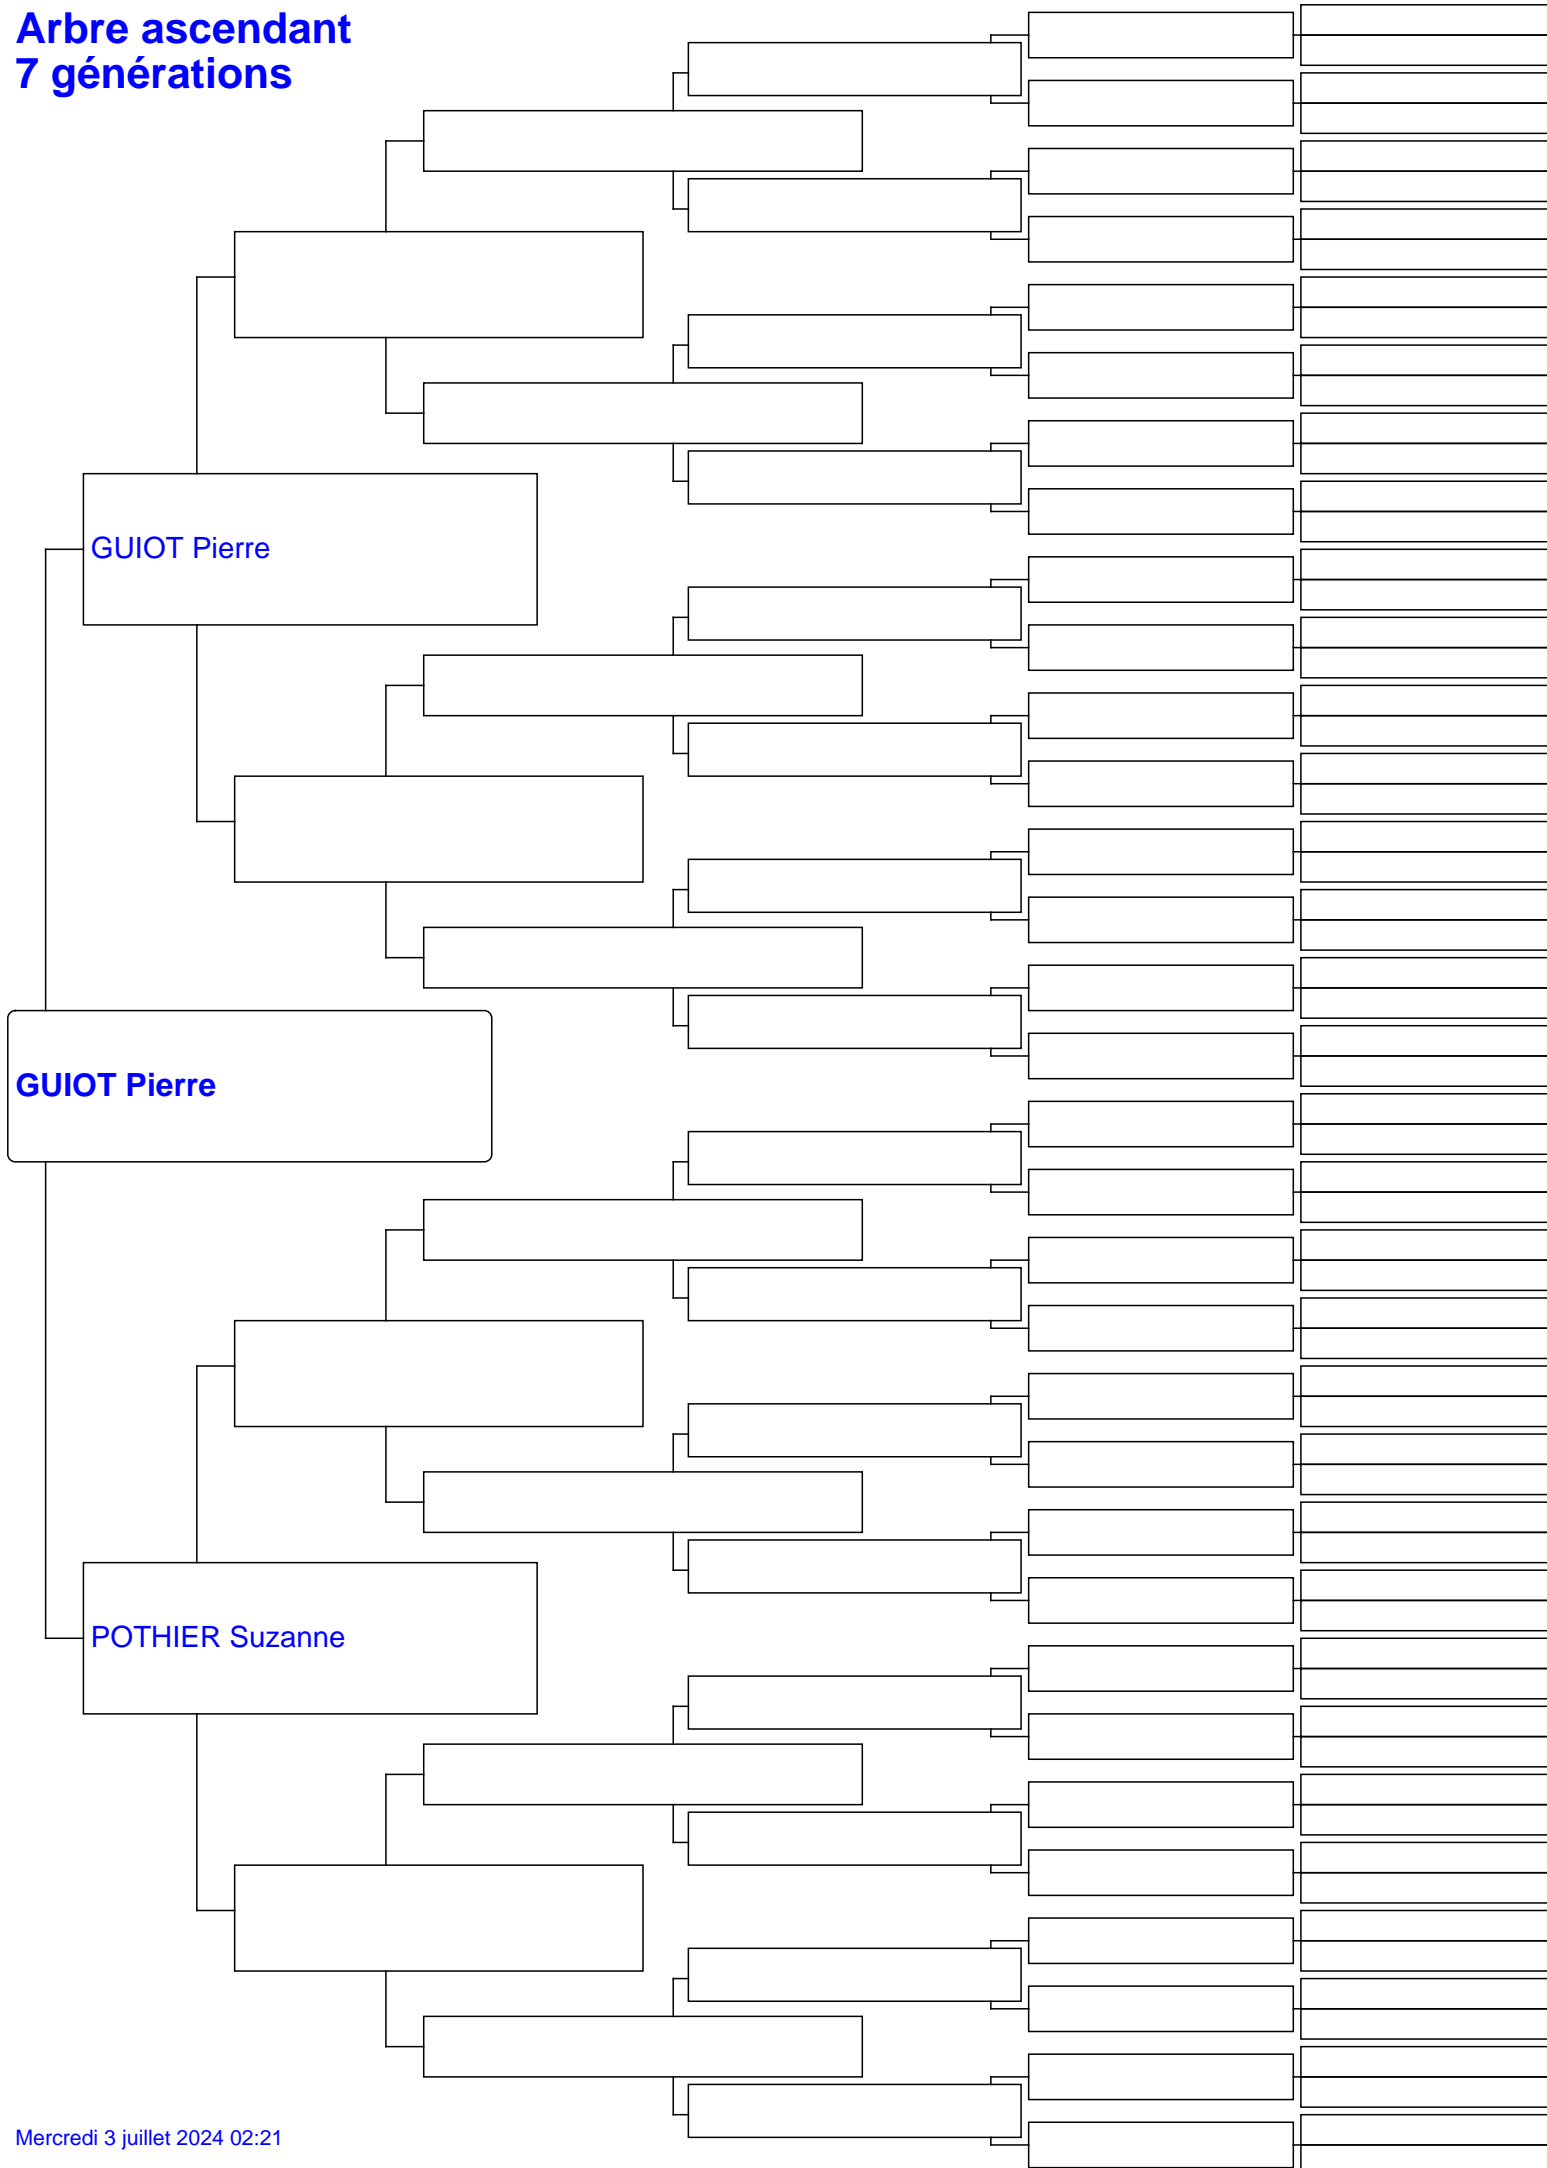 Arbre ascendant
7 générations
GUIOT Pierre
GUIOT Pierre
POTHIER Suzanne
Mercredi 3 juillet 2024 02:21